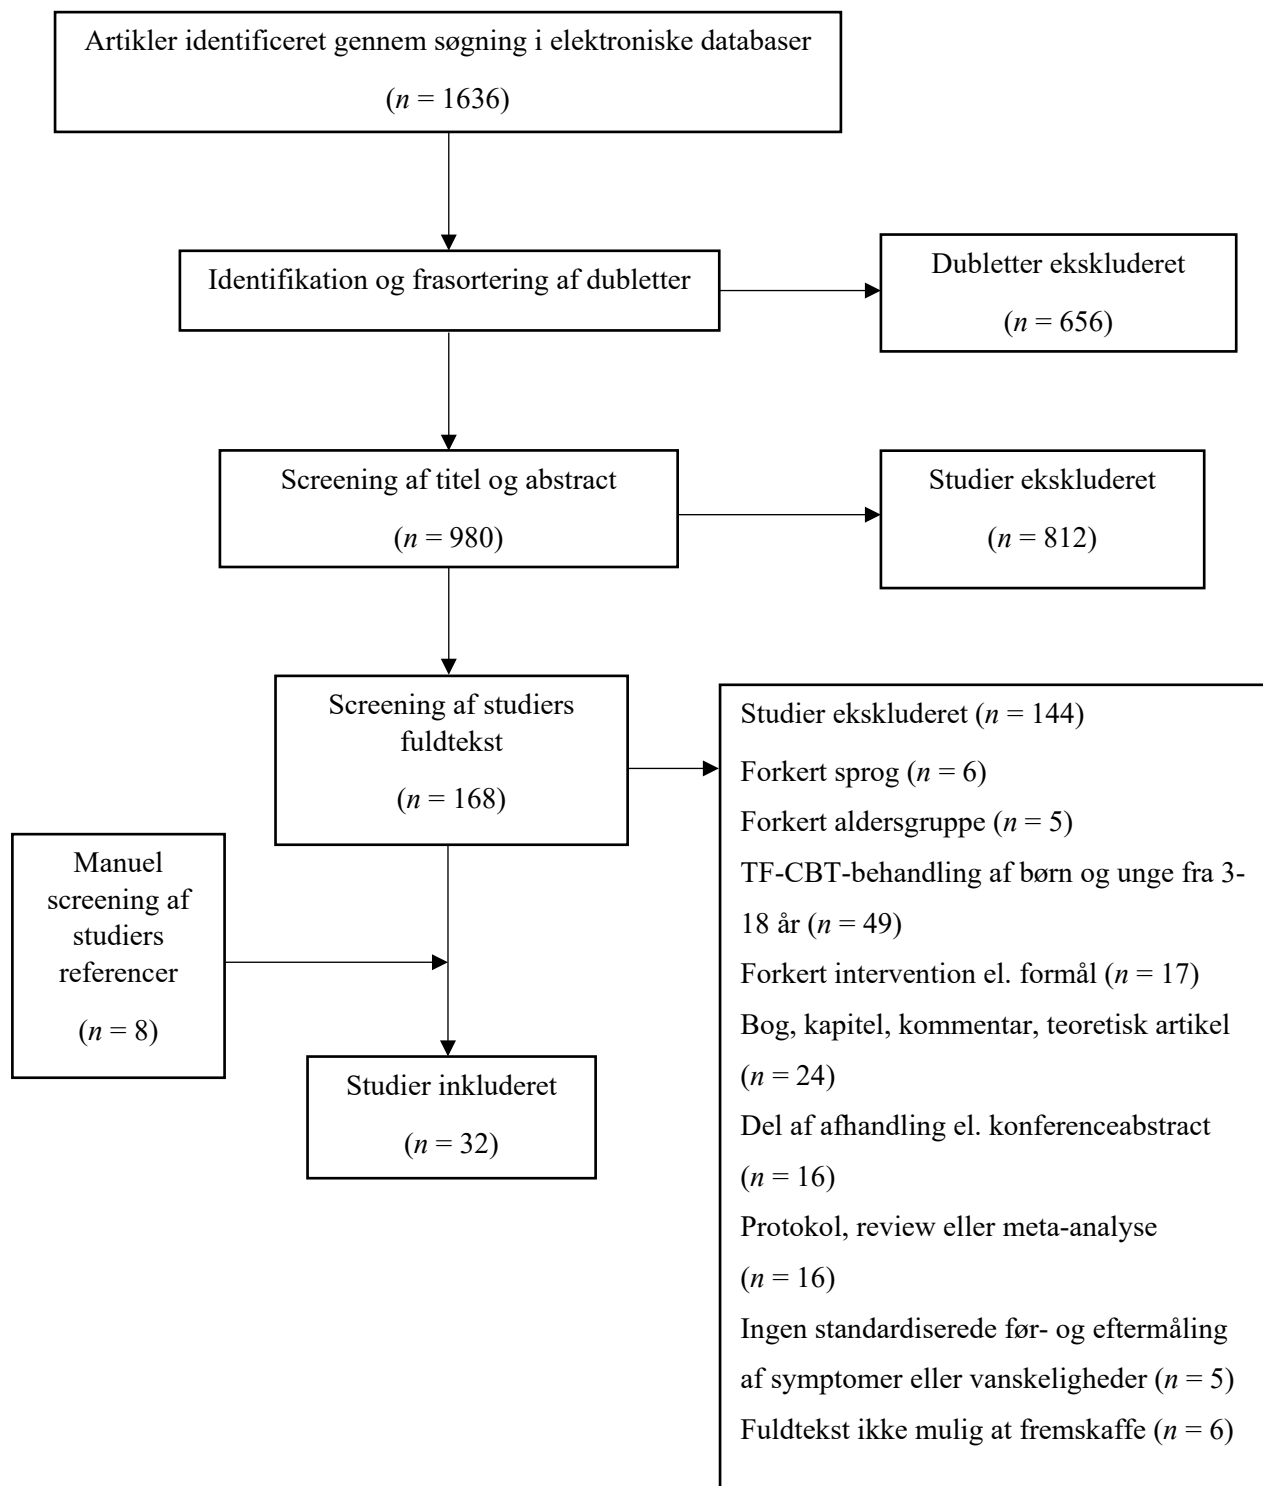 Artikler identificeret gennem søgning i elektroniske databaser
(n = 1636)
Identifikation og frasortering af dubletter
Dubletter ekskluderet
(n = 656)
Screening af titel og abstract
(n = 980)
Studier ekskluderet
(n = 812)
Screening af studiers
fuldtekst
(n = 168)
Studier ekskluderet (n = 144)
Forkert sprog (n = 6)
Forkert aldersgruppe (n = 5)
TF-CBT-behandling af børn og unge fra 3-
18 år (n = 49)
Forkert intervention el. formål (n = 17)
Bog, kapitel, kommentar, teoretisk artikel
(n = 24)
Del af afhandling el. konferenceabstract
(n = 16)
Protokol, review eller meta-analyse
(n = 16)
Ingen standardiserede før- og eftermåling
af symptomer eller vanskeligheder (n = 5)
Fuldtekst ikke mulig at fremskaffe (n = 6)
Manuel
screening af
studiers
referencer
(n = 8)
Studier inkluderet
(n = 32)